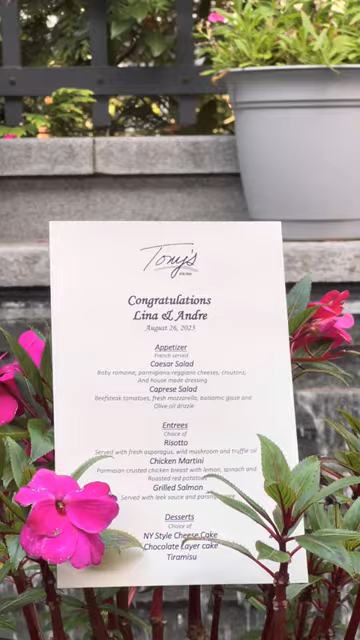 Tony's
Congratulations
Lina & Andre
August 26, 2023
Appetizer
French served
Caesar Salad
Baby romaine, parmigiana-reggiano cheeses, croutons,
And house made dressing
Caprese Salad
Beefsteak tomatoes, fresh mozzarella, balsamic glaze and
Olive oil drizzle
Entrees
Choice of
Risotto
Served with fresh asparagus, wild mushroom and truffle oil
Chicken Martini
Parmesan crusted chicken breast with lemon, spinach and
Roasted red potatoes
Grilled Salmon
Served with leek sauce and
Desserts
Choice of
NY Style Cheese Cake
Chocolate Layer cake
Tiramisu